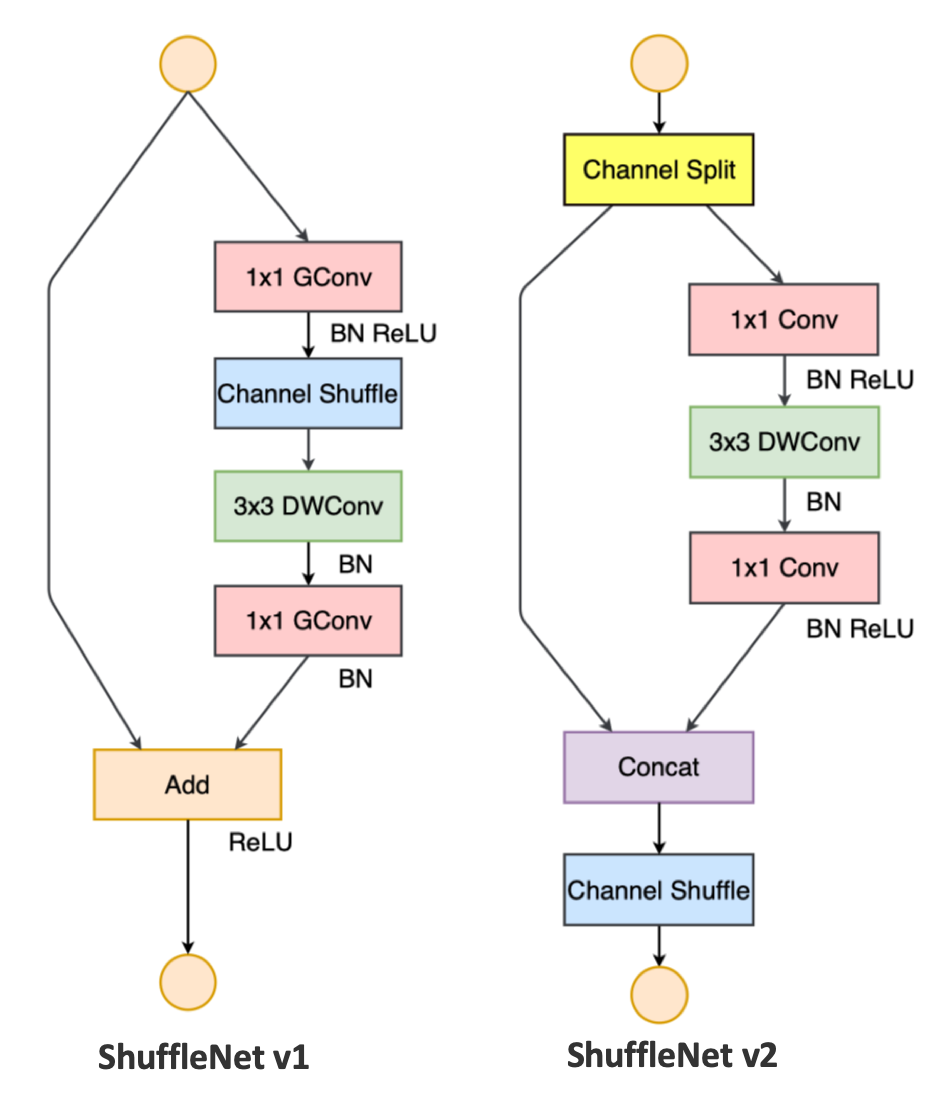 1x1 GConv
BN ReLU
Channel Shuffle
3x3 DWConv
BN
1x1 GConv
BN
Add
ReLU
ShuffleNet v1
Channel Split
1x1 Conv
BN ReLU
3x3 DWConv
BN
1x1 Conv
BN ReLU
Concat
Channel Shuffle
ShuffleNet v2